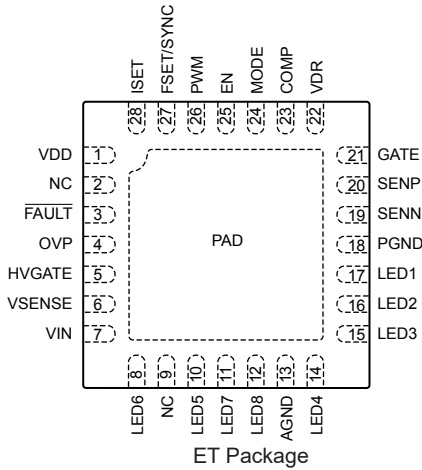 ISET
FSET/SYNC
PWM
EN
MODE
COMP
VDR
28
27
26
25
24
23
22
VDD 1
NC 2
FAULT 3
OVP 4
HVGATE 5
VSENSE 6
VIN 7
PAD
21 GATE
20 SENP
19 SENN
18 PGND
17 LED1
16 LED2
15 LED3
8
9
10
11
12
13
14
LED6
NC
LED5
LED7
LED8
AGND
LED4
ET Package